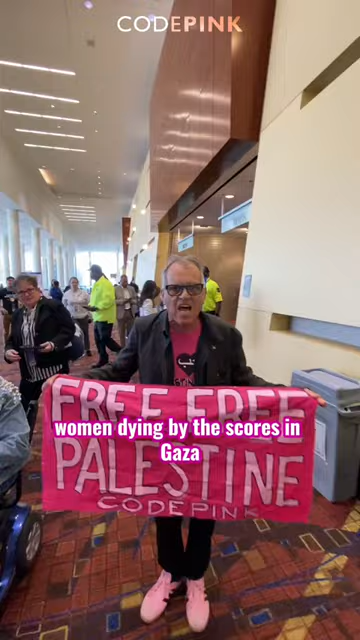 CODEPINK
FREE FREE
women dying by the scores in
Gaza
PALESTINE
CODEPINK